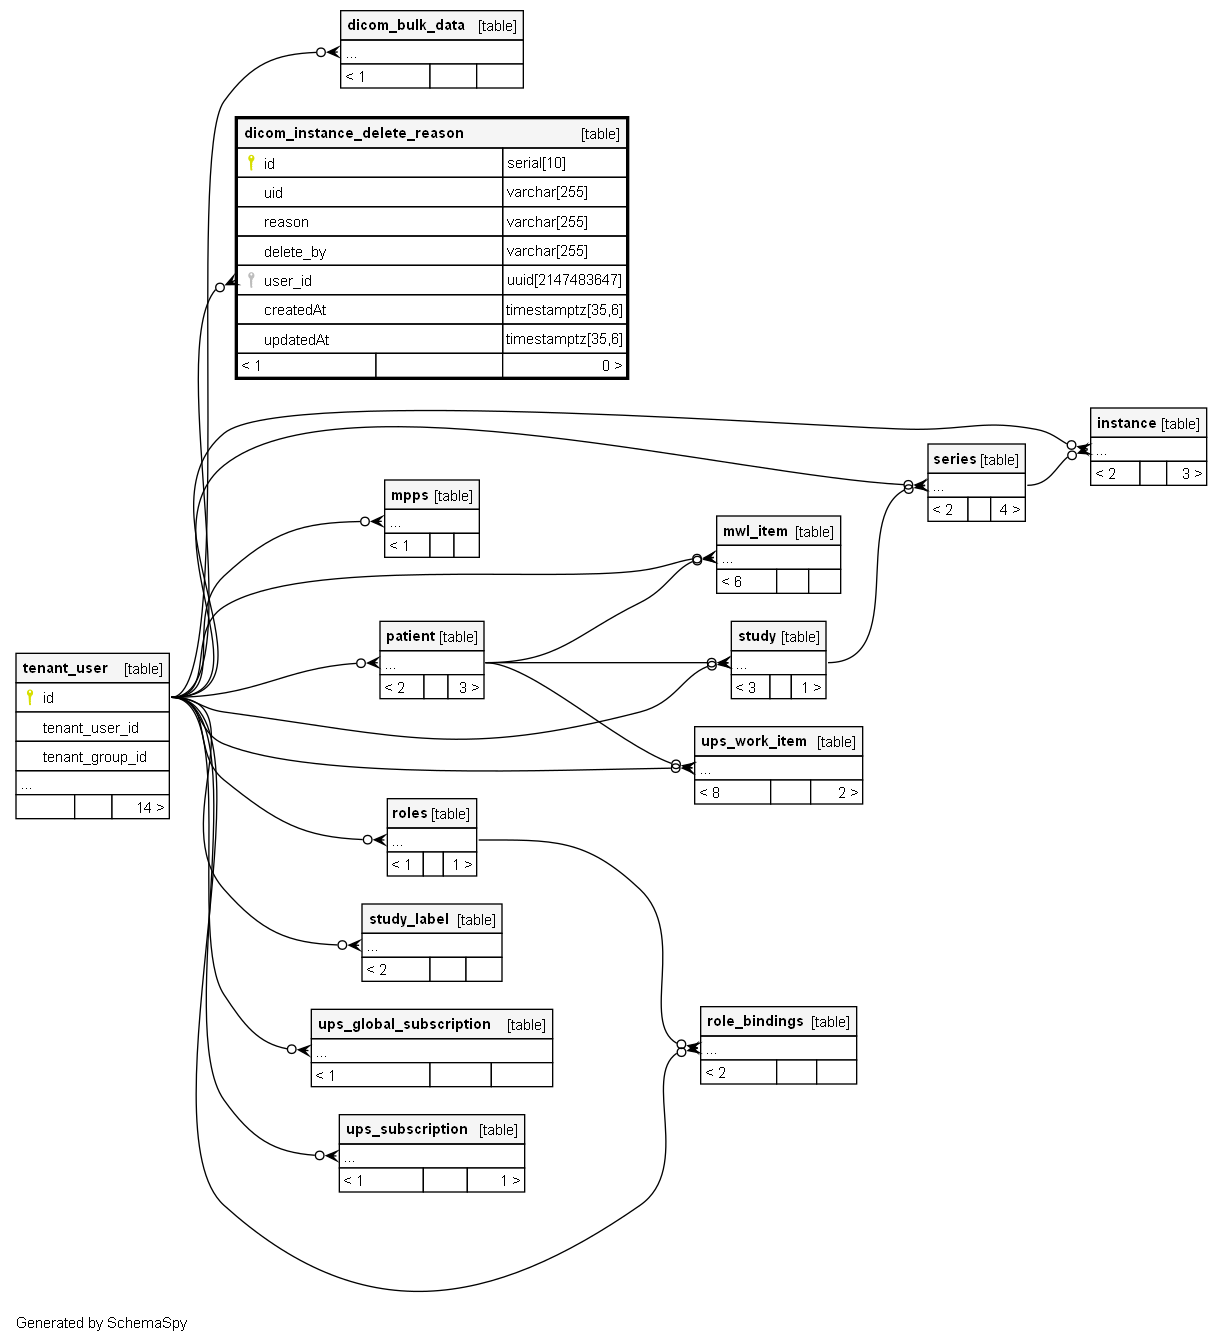 dicom_bulk_data [table]
...
< 1
dicom_instance_delete_reason [table]
id serial[10]
uid varchar[255]
reason varchar[255]
delete_by varchar[255]
user_id uuid[2147483647]
createdAt timestamptz[35,6]
updatedAt timestamptz[35,6]
< 1 0 >
instance [table]
...
< 2 3 >
series [table]
...
< 2 4 >
mpps [table]
...
< 1
mwl_item [table]
...
< 6
patient [table]
...
< 2 3 >
study [table]
...
< 3 1 >
tenant_user [table]
id
tenant_user_id
tenant_group_id
...
14 >
ups_work_item [table]
...
< 8 2 >
roles [table]
...
< 1 1 >
study_label [table]
...
< 2
ups_global_subscription [table]
...
< 1
role_bindings [table]
...
< 2
ups_subscription [table]
...
< 1 1 >
Generated by SchemaSpy